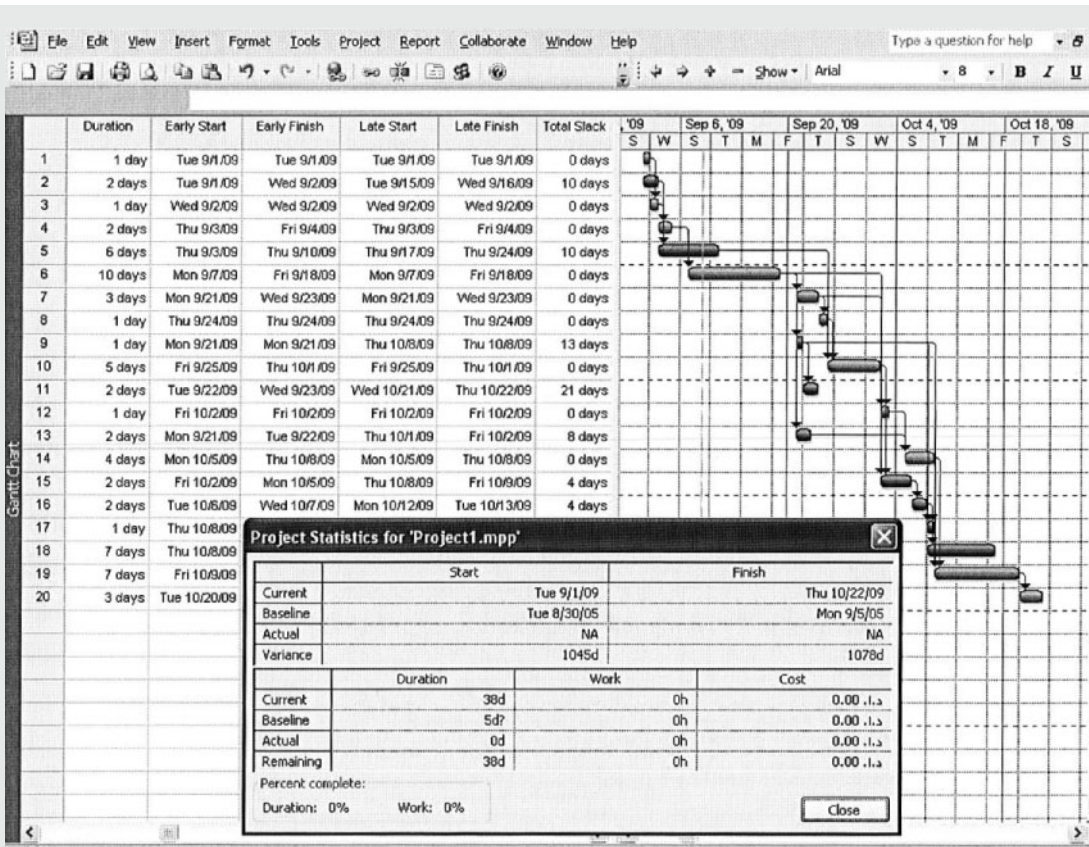 File Edit View Insert Format Tools Project Report Collaborate Window Help Type a question for help
Show Arial 8 B I U
Duration Early Start Early Finish Late Start Late Finish Total Slack , '09 Sep 6, '09 Sep 20, '09 Oct 4, '09 Oct 18, '09
S W S T M F T S W S T M F T S
1 1 day Tue 9/1/09 Tue 9/1/09 Tue 9/1/09 Tue 9/1/09 0 days
2 2 days Tue 9/1/09 Wed 9/2/09 Tue 9/15/09 Wed 9/16/09 10 days
3 1 day Wed 9/2/09 Wed 9/2/09 Wed 9/2/09 Wed 9/2/09 0 days
4 2 days Thu 9/3/09 Fri 9/4/09 Thu 9/3/09 Fri 9/4/09 0 days
5 6 days Thu 9/3/09 Thu 9/10/09 Thu 9/17/09 Thu 9/24/09 10 days
6 10 days Mon 9/7/09 Fri 9/18/09 Mon 9/7/09 Fri 9/18/09 0 days
7 3 days Mon 9/21/09 Wed 9/23/09 Mon 9/21/09 Wed 9/23/09 0 days
8 1 day Thu 9/24/09 Thu 9/24/09 Thu 9/24/09 Thu 9/24/09 0 days
9 1 day Mon 9/21/09 Mon 9/21/09 Thu 10/8/09 Thu 10/8/09 13 days
10 5 days Fri 9/25/09 Thu 10/1/09 Fri 9/25/09 Thu 10/1/09 0 days
11 2 days Tue 9/22/09 Wed 9/23/09 Wed 10/21/09 Thu 10/22/09 21 days
12 1 day Fri 10/2/09 Fri 10/2/09 Fri 10/2/09 Fri 10/2/09 0 days
13 2 days Mon 9/21/09 Tue 9/22/09 Thu 10/1/09 Fri 10/2/09 8 days
14 4 days Mon 10/5/09 Thu 10/8/09 Mon 10/5/09 Thu 10/8/09 0 days
15 2 days Fri 10/2/09 Mon 10/5/09 Thu 10/8/09 Fri 10/9/09 4 days
16 2 days Tue 10/6/09 Wed 10/7/09 Mon 10/12/09 Tue 10/13/09 4 days
17 1 day Thu 10/8/09
18 7 days Thu 10/8/09
19 7 days Fri 10/9/09
20 3 days Tue 10/20/09
Gantt Chart
Project Statistics for 'Project1.mpp'
Start Finish
Current Tue 9/1/09 Thu 10/22/09
Baseline Tue 8/30/05 Mon 9/5/05
Actual NA NA
Variance 1045d 1078d
Duration Work Cost
Current 38d 0h 0.00 د.ا.
Baseline 5d? 0h 0.00 د.ا.
Actual 0d 0h 0.00 د.ا.
Remaining 38d 0h 0.00 د.ا.
Percent complete:
Duration: 0% Work: 0% Close